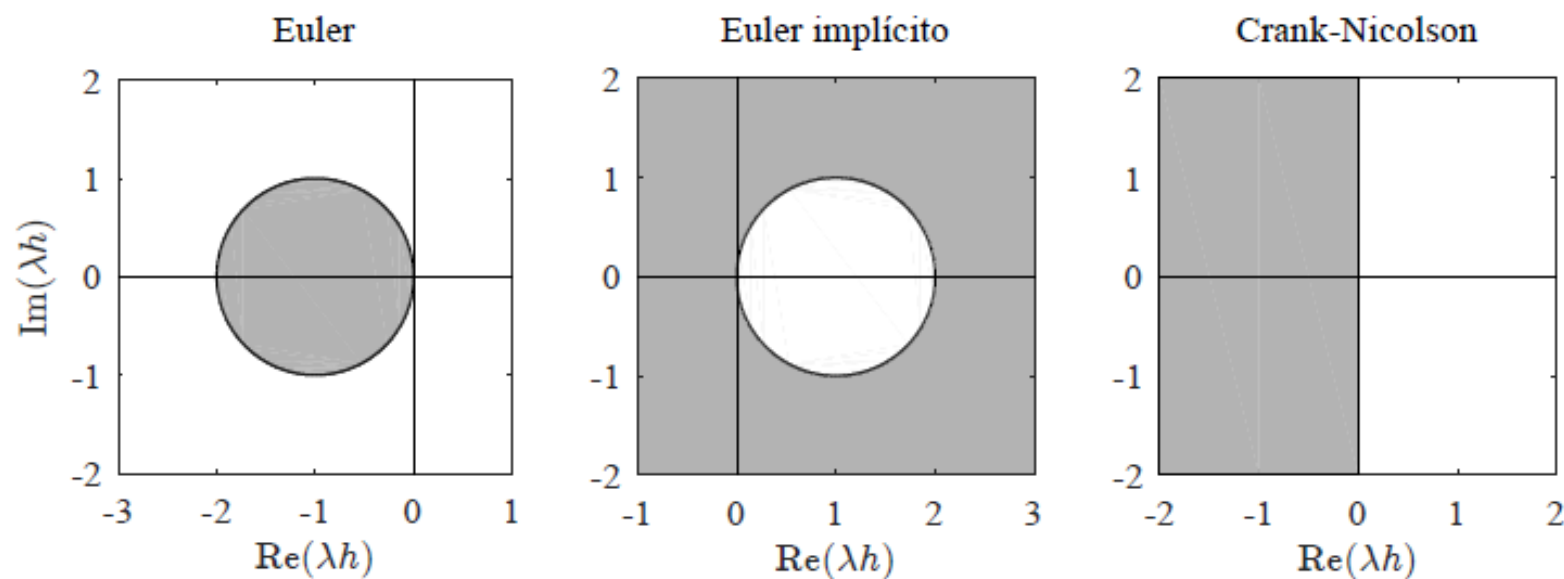 Euler
Euler implícito
Crank-Nicolson
2
1
0
-1
-2
Im(λh)
-3 -2 -1 0 1
Re(λh)
2
1
0
-1
-2
-1 0 1 2 3
Re(λh)
2
1
0
-1
-2
-2 -1 0 1 2
Re(λh)